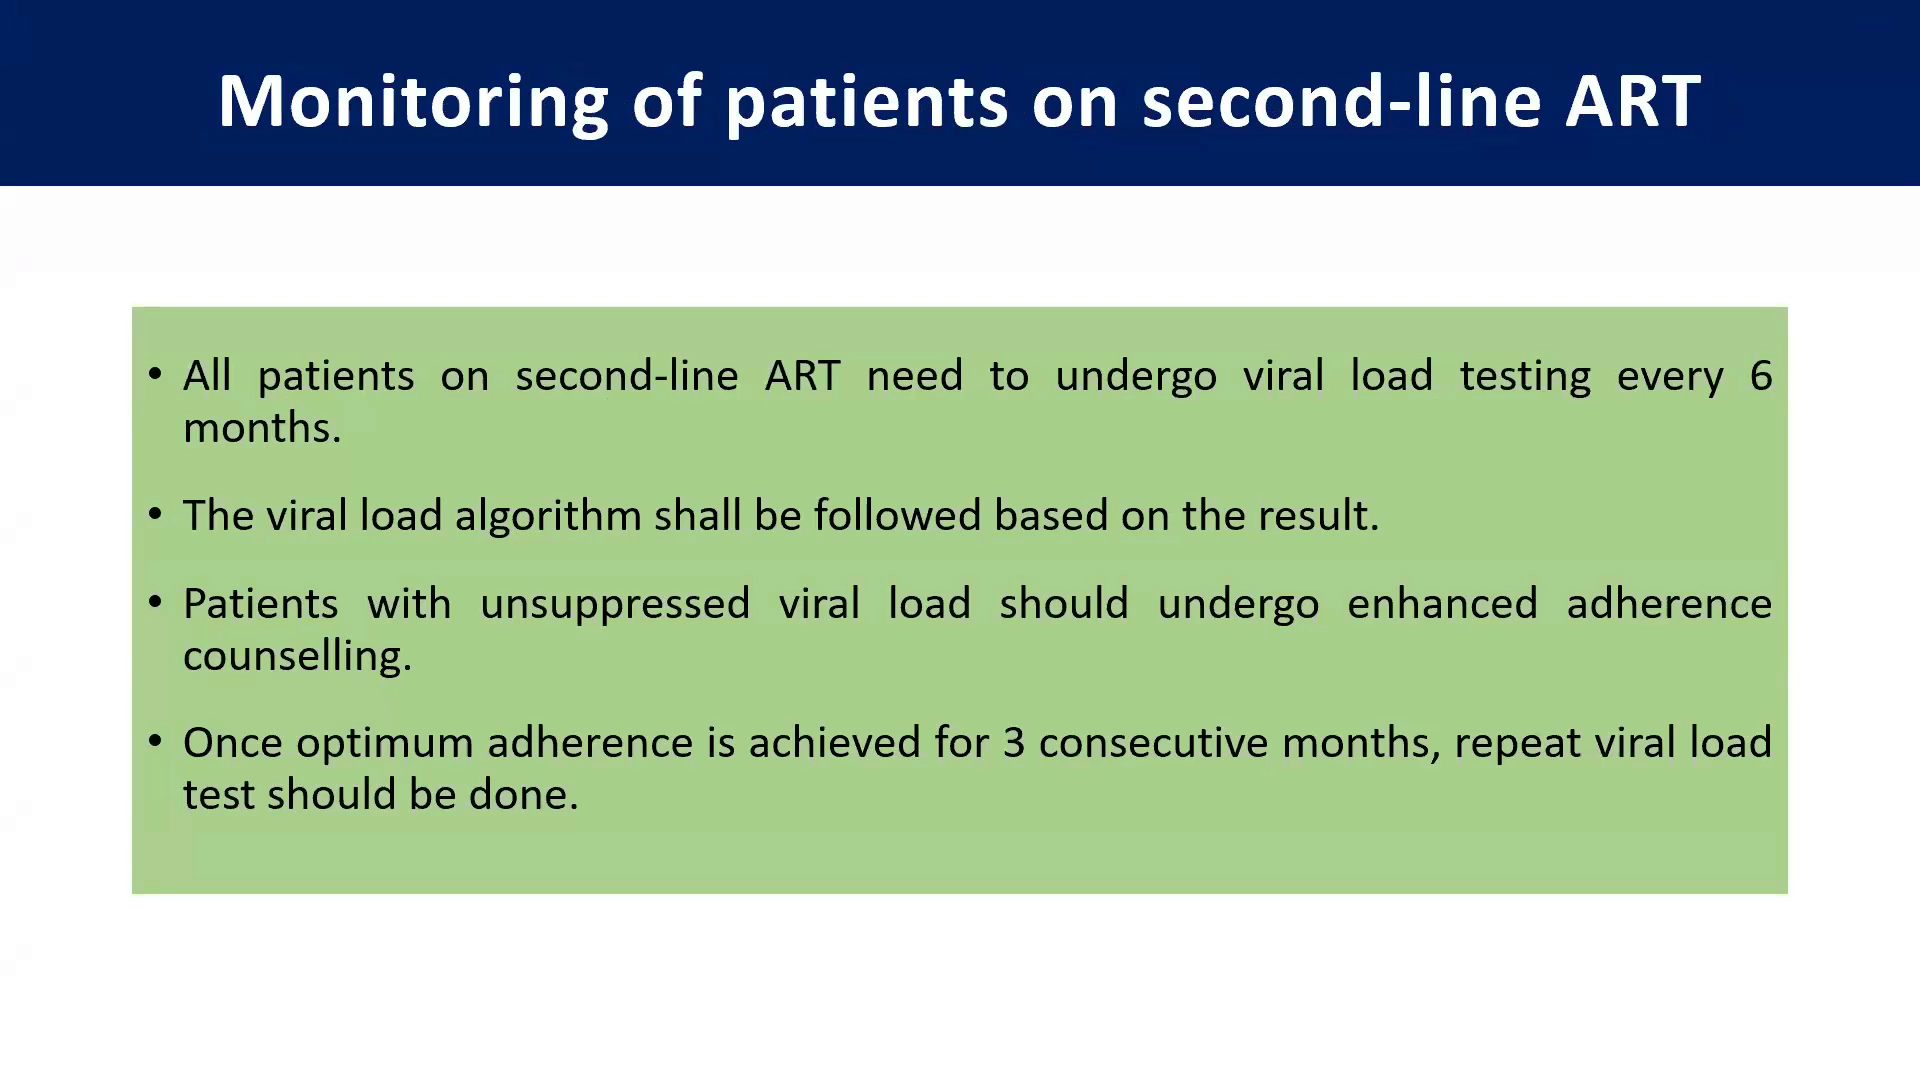 Monitoring of patients on second-line ART
• All patients on second-line ART need to undergo viral load testing every 6
months.
• The viral load algorithm shall be followed based on the result.
• Patients with unsuppressed viral load should undergo enhanced adherence
counselling.
• Once optimum adherence is achieved for 3 consecutive months, repeat viral load
test should be done.